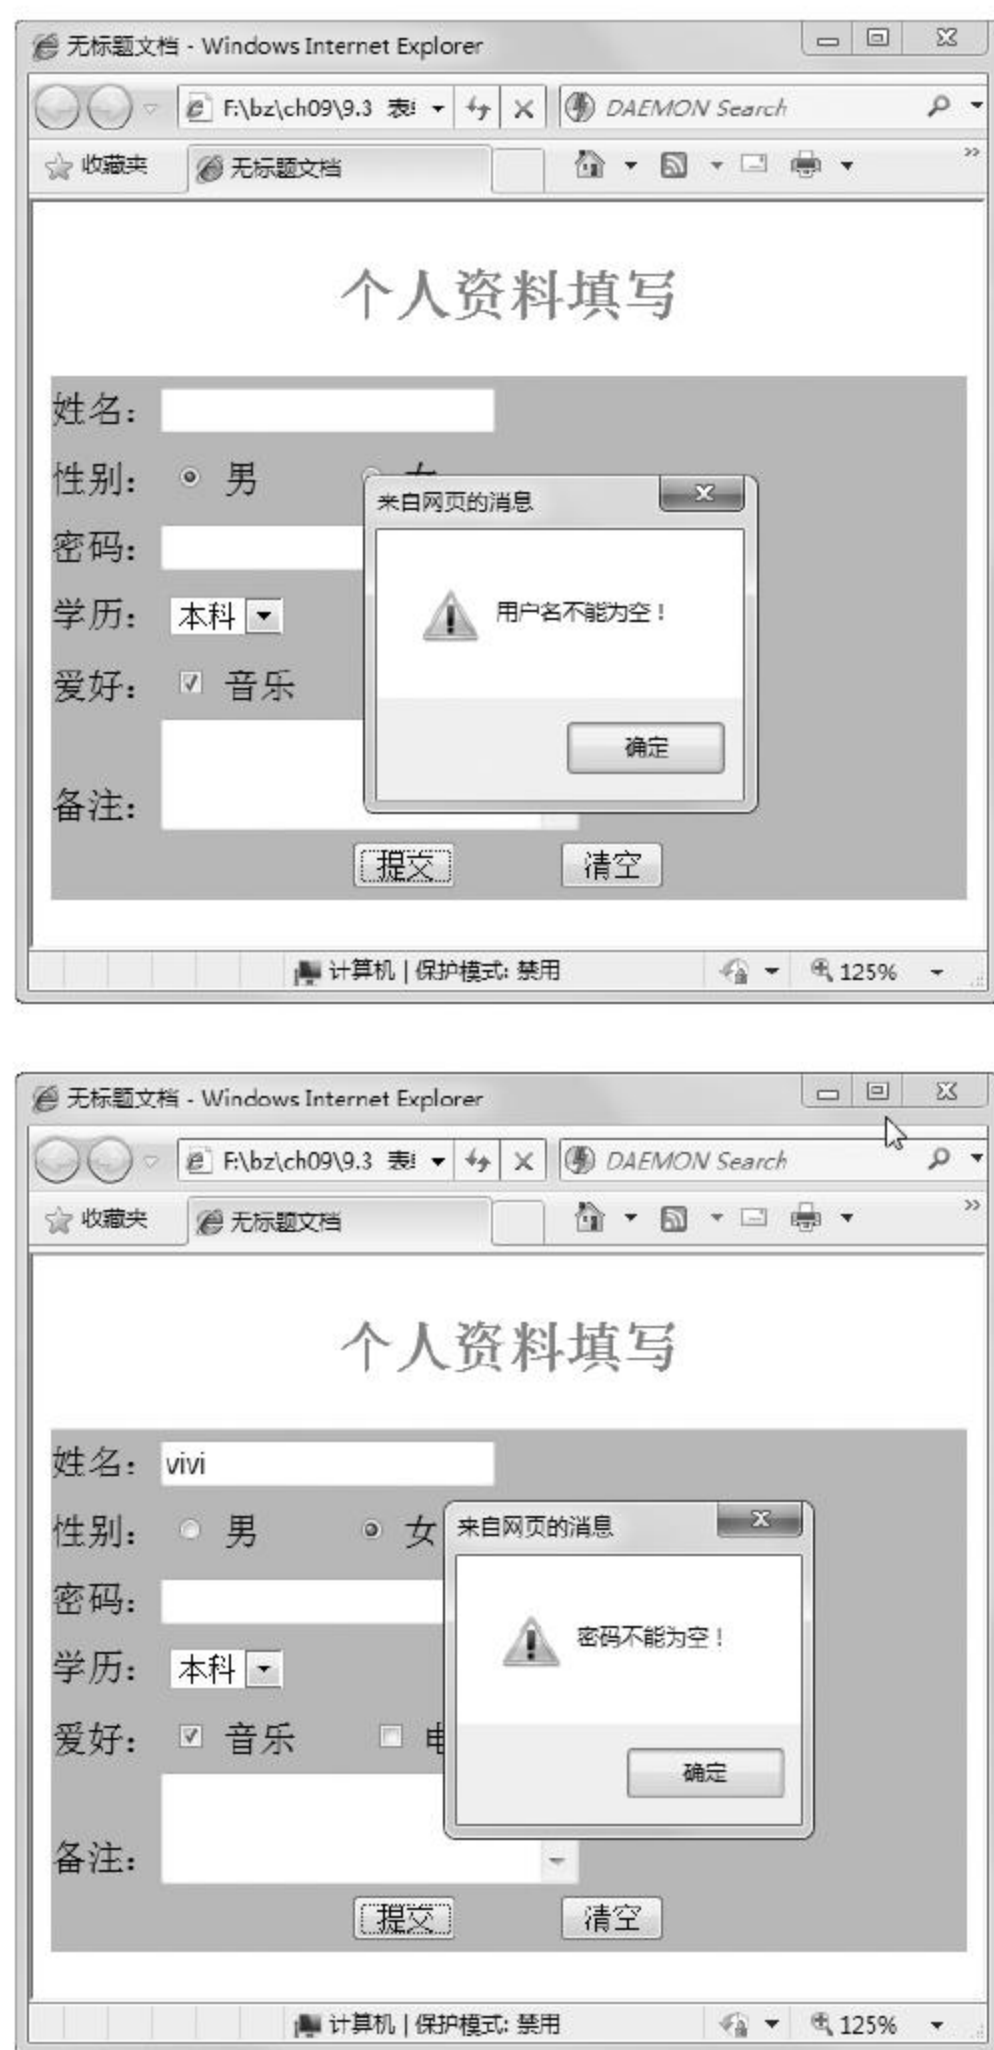 无标题文档 - Windows Internet Explorer
F:\bz\ch09\9.3 表 DAEMON Search
收藏夹 无标题文档
个人资料填写
姓名：
性别： 男
来自网页的消息
密码：
用户名不能为空！
学历： 本科
爱好： 音乐
确定
备注：
提交 清空
计算机 | 保护模式: 禁用 125%
无标题文档 - Windows Internet Explorer
F:\bz\ch09\9.3 表 DAEMON Search
收藏夹 无标题文档
个人资料填写
姓名： vivi
性别： 男 女
来自网页的消息
密码：
密码不能为空！
学历： 本科
爱好： 音乐
确定
备注：
提交 清空
计算机 | 保护模式: 禁用 125%